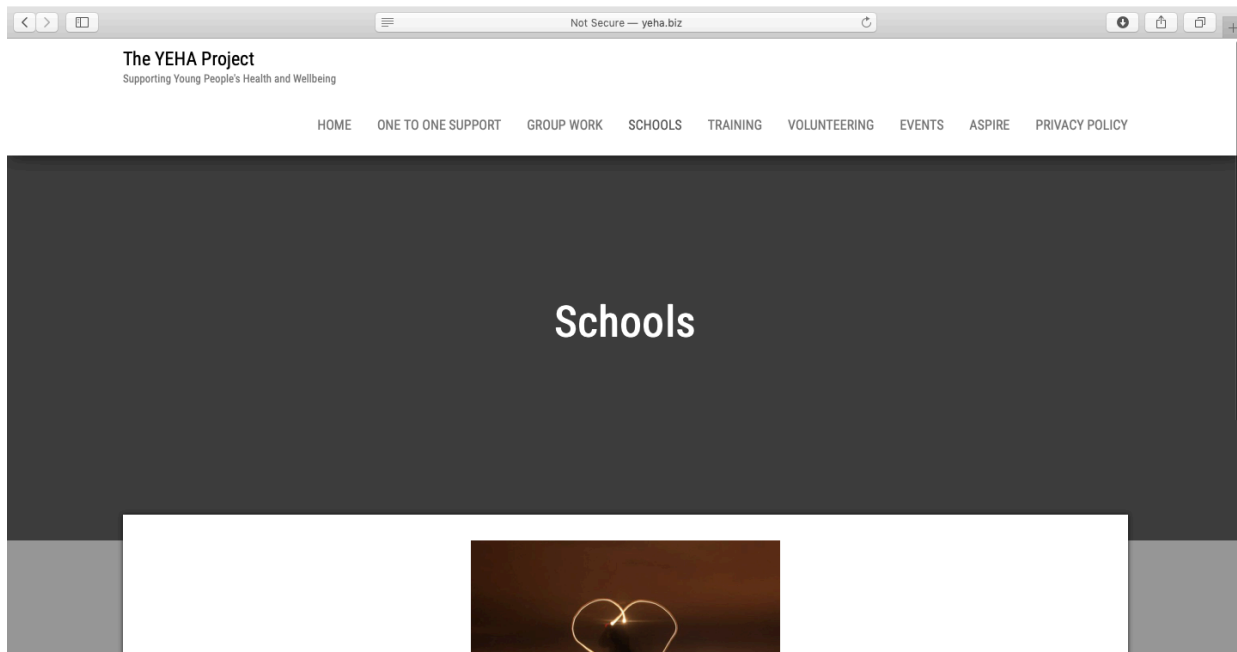 Not Secure — yeha.biz
The YEHA Project
Supporting Young People's Health and Wellbeing
HOME ONE TO ONE SUPPORT GROUP WORK SCHOOLS TRAINING VOLUNTEERING EVENTS ASPIRE PRIVACY POLICY
Schools